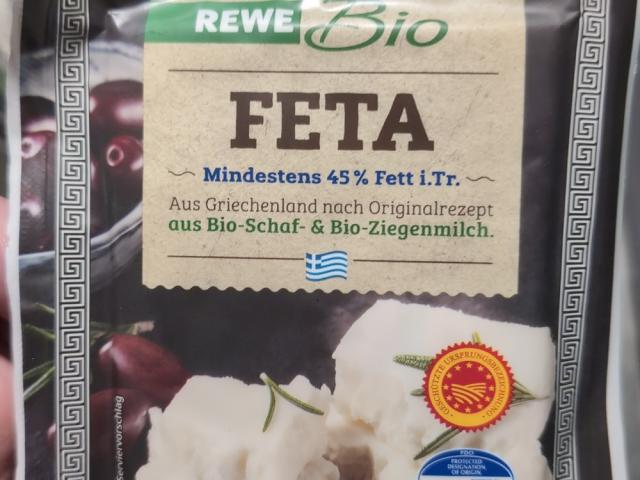 REWE Bio
FETA
Mindestens 45 % Fett i.Tr.
Aus Griechenland nach Originalrezept
aus Bio-Schaf- & Bio-Ziegenmilch.
GESCHÜTZTE URSPRUNGSBEZEICHNUNG
P.D.O.
PROTECTED
DESIGNATION
OF ORIGIN
serviervorschlag